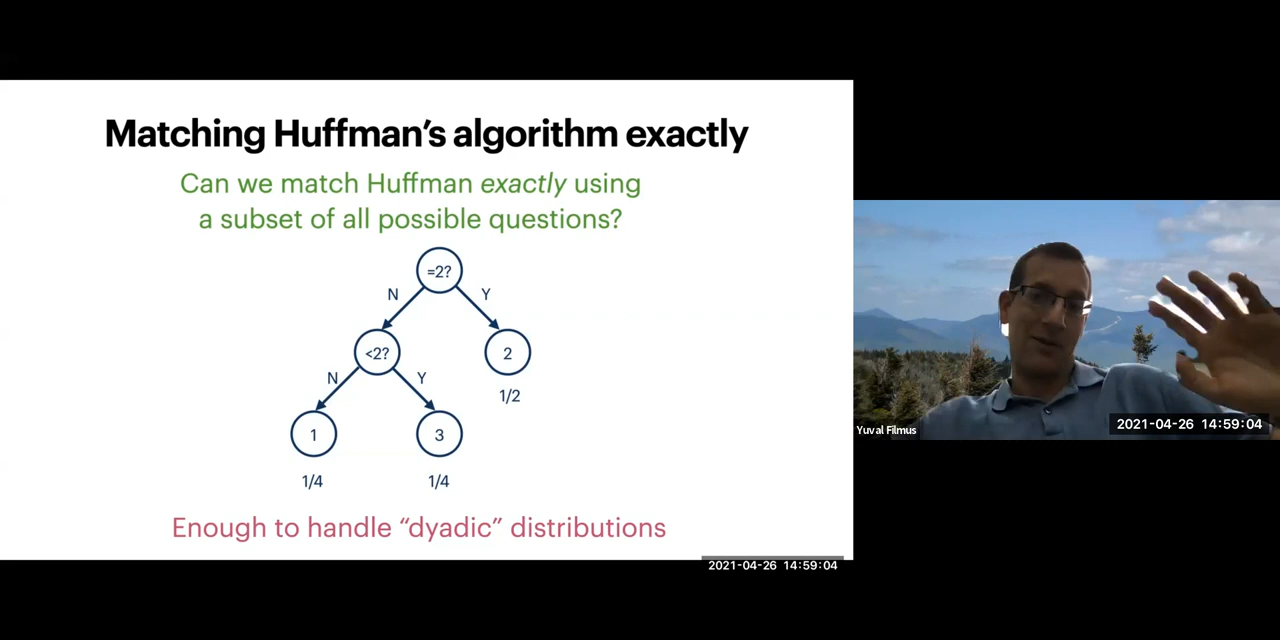 Matching Huffman's algorithm exactly
Can we match Huffman exactly using
a subset of all possible questions?
=2?
N
Y
<2?
2
N
Y
1/2
1
3
1/4
1/4
Enough to handle “dyadic” distributions
2021-04-26 14:59:04
Yuval Filmus
2021-04-26 14:59:04